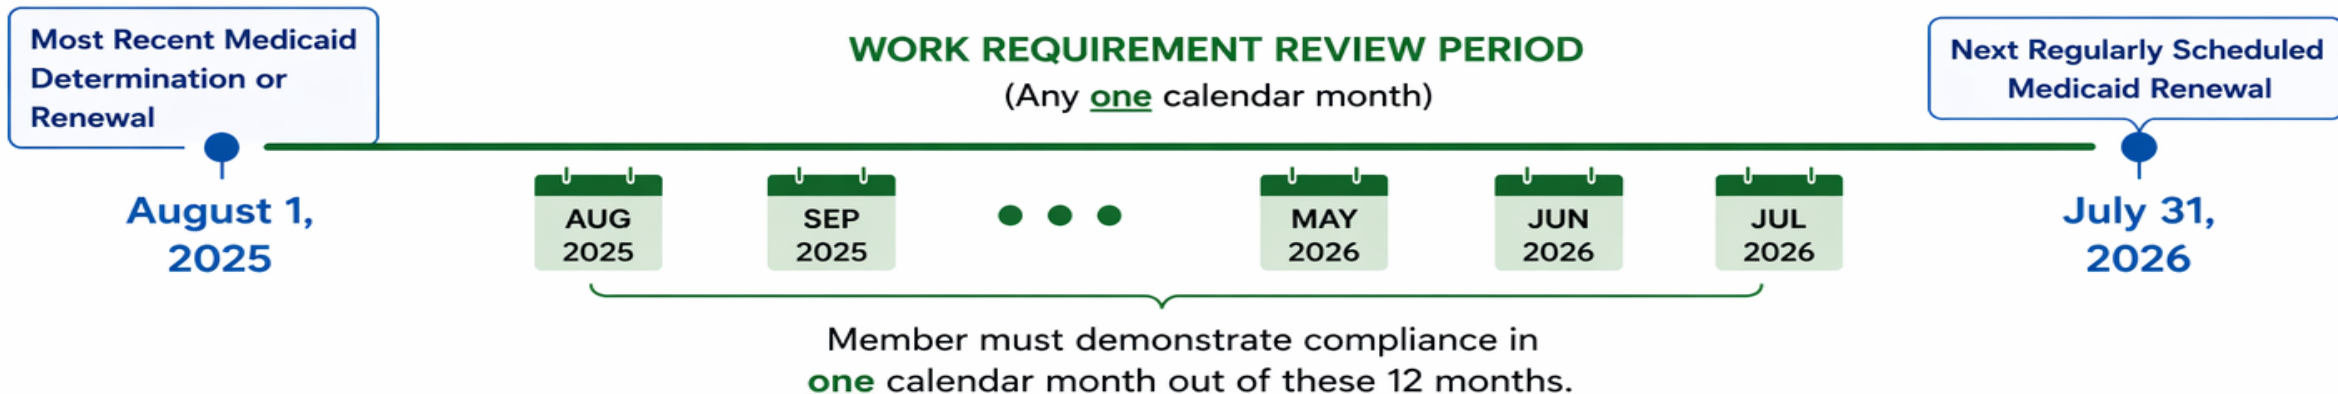 Most Recent Medicaid
Determination or
Renewal
August 1,
2025
WORK REQUIREMENT REVIEW PERIOD
(Any one calendar month)
AUG
2025
SEP
2025
MAY
2026
JUN
2026
JUL
2026
Member must demonstrate compliance in
one calendar month out of these 12 months.
Next Regularly Scheduled
Medicaid Renewal
July 31,
2026